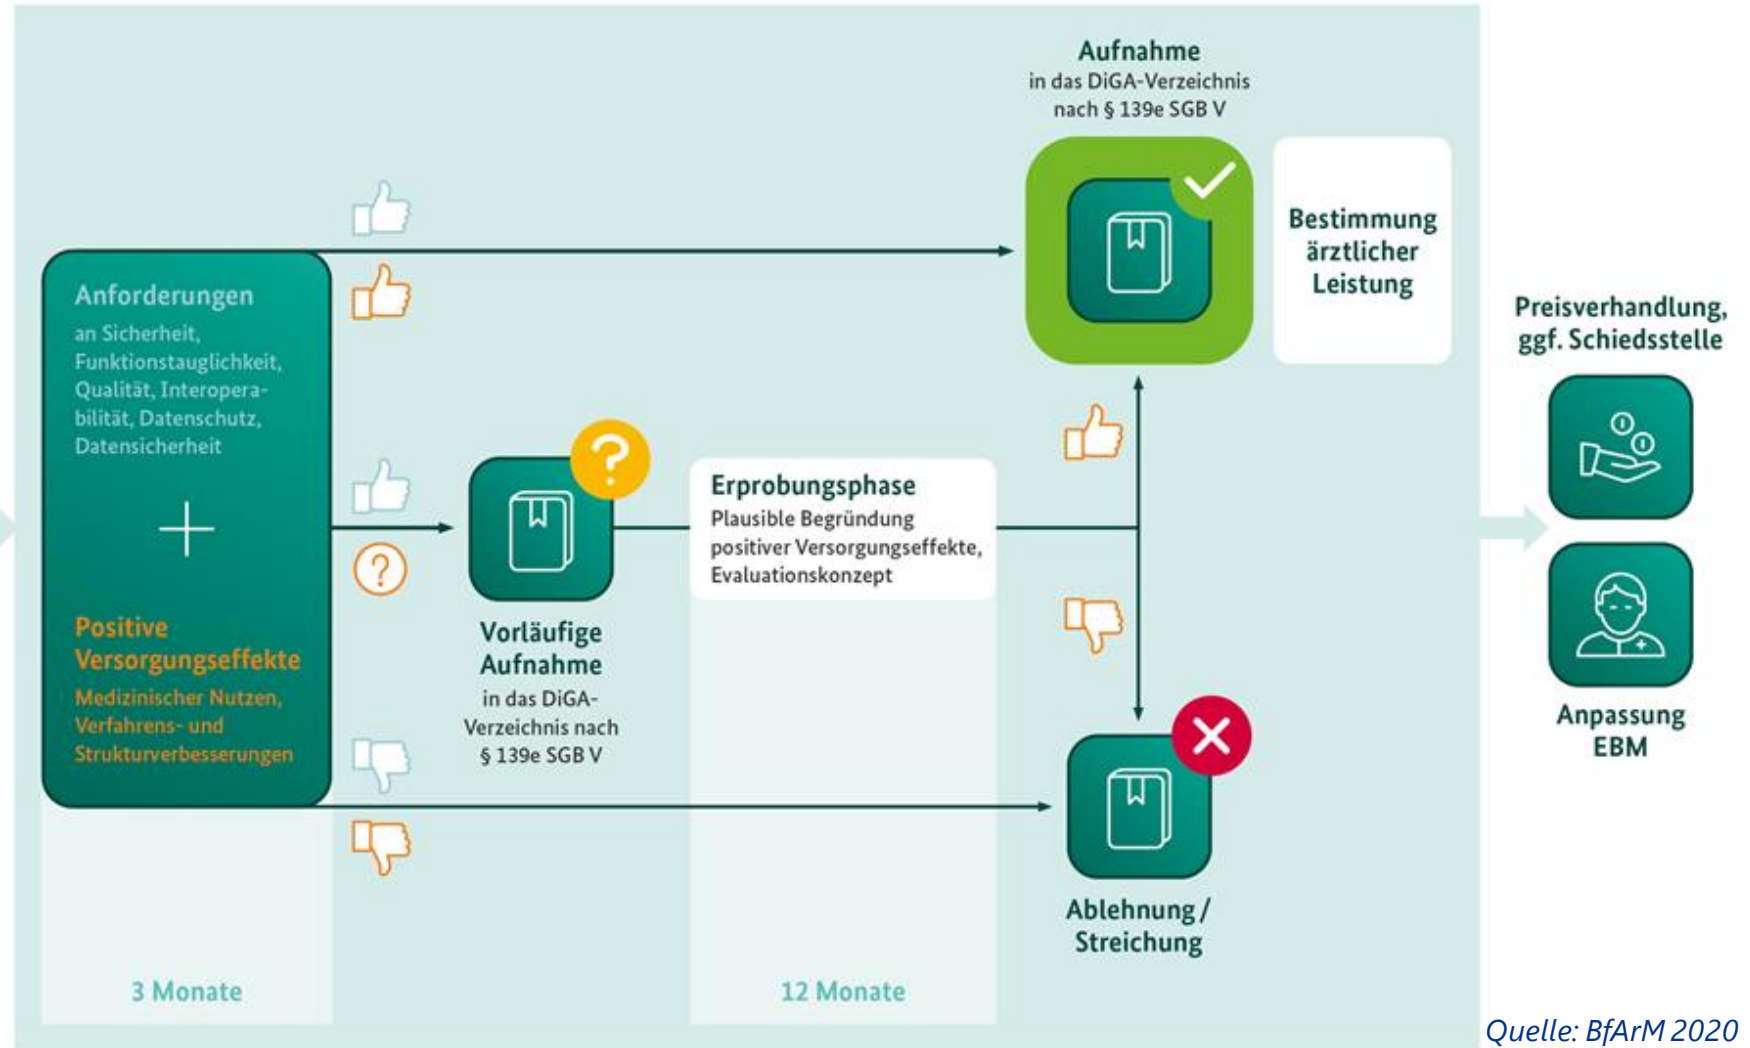 Aufnahme
in das DiGA-Verzeichnis
nach § 139e SGB V
Bestimmung
ärztlicher
Leistung
Anforderungen
an Sicherheit,
Funktionstauglichkeit,
Qualität, Interopera-
bilität, Datenschutz,
Datensicherheit
+
Positive
Versorgungseffekte
Medizinischer Nutzen,
Verfahrens- und
Strukturverbesserungen
3 Monate
?
?
Vorläufige
Aufnahme
in das DiGA-
Verzeichnis nach
§ 139e SGB V
Erprobungsphase
Plausible Begründung
positiver Versorgungseffekte,
Evaluationskonzept
12 Monate
Ablehnung /
Streichung
Preisverhandlung,
ggf. Schiedsstelle
Anpassung
EBM
Quelle: BfArM 2020